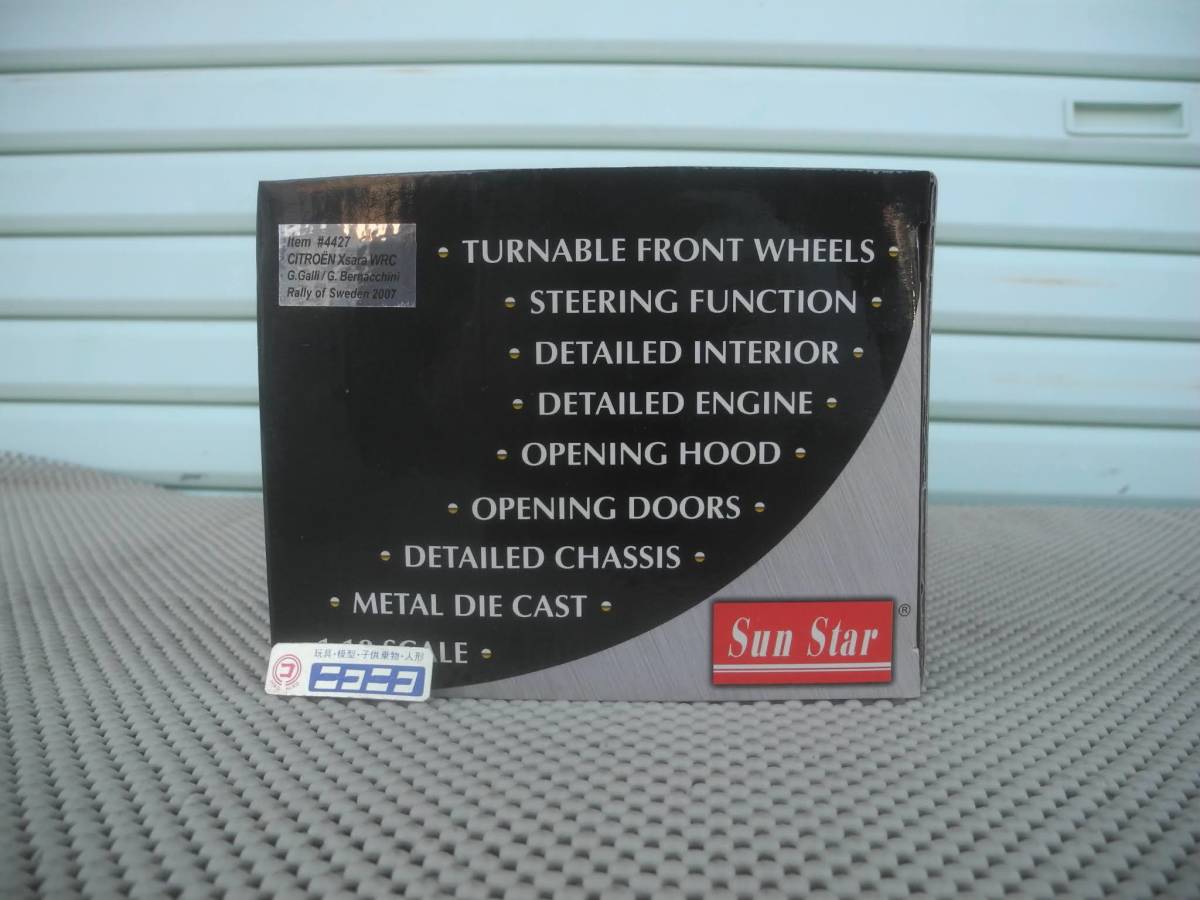 Item #4427
CITROËN Xsara WRC
G.Galli / G. Bernacchini
Rally of Sweden 2007
• TURNABLE FRONT WHEELS •
• STEERING FUNCTION •
• DETAILED INTERIOR •
• DETAILED ENGINE •
• OPENING HOOD •
• OPENING DOORS •
• DETAILED CHASSIS •
• METAL DIE CAST •
1:18 SCALE •
Sun Star ®
玩具・模型・子供乗物・人形
ニコニコ